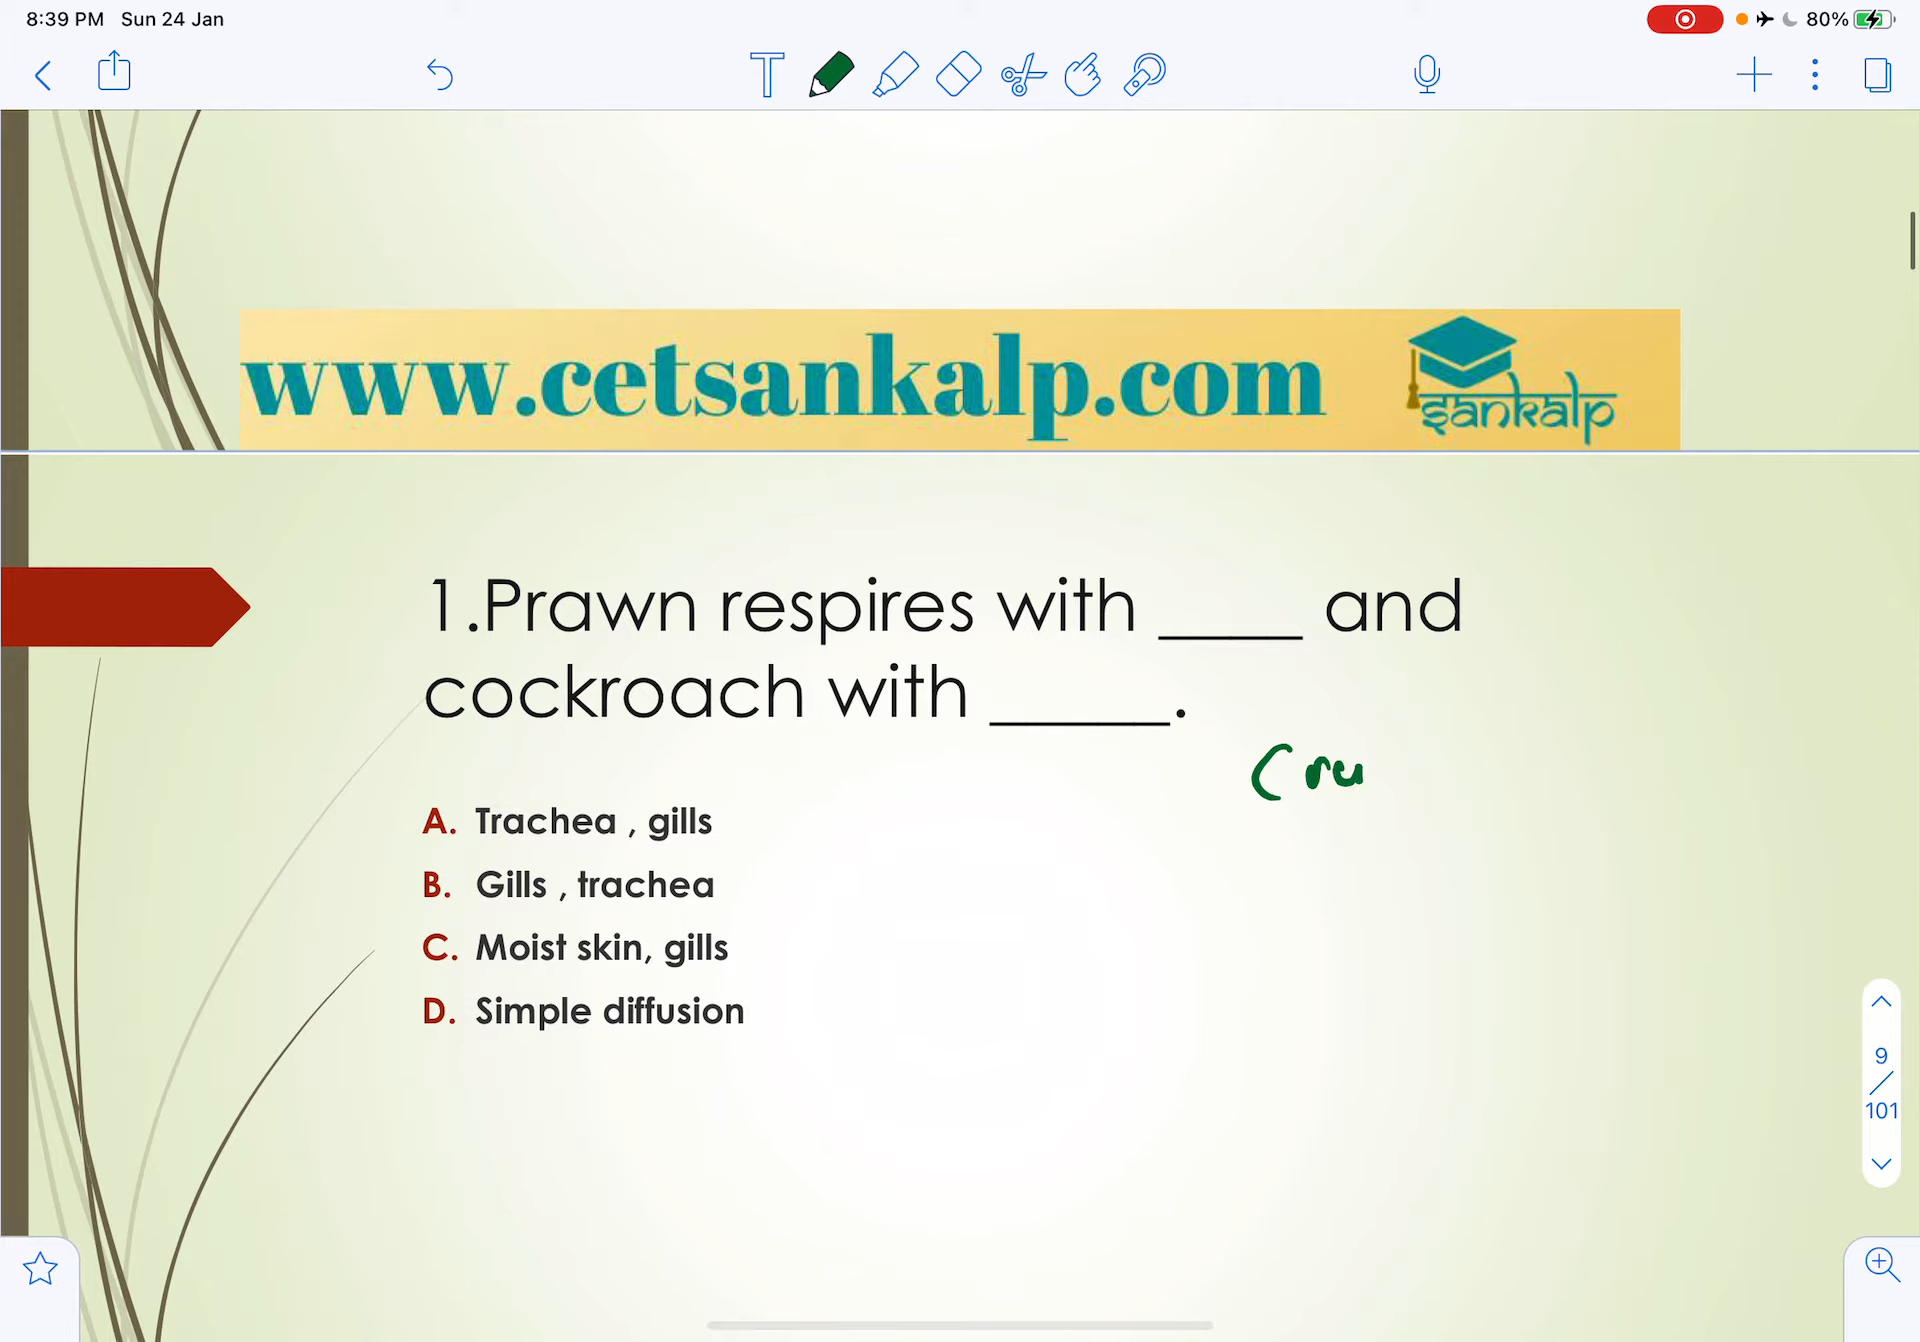 8:39 PM Sun 24 Jan
80%
T
www.cetsankalp.com
sankalp
1.Prawn respires with ____ and
cockroach with _____.
Cru
A. Trachea , gills
B. Gills , trachea
C. Moist skin, gills
D. Simple diffusion
9
/
101